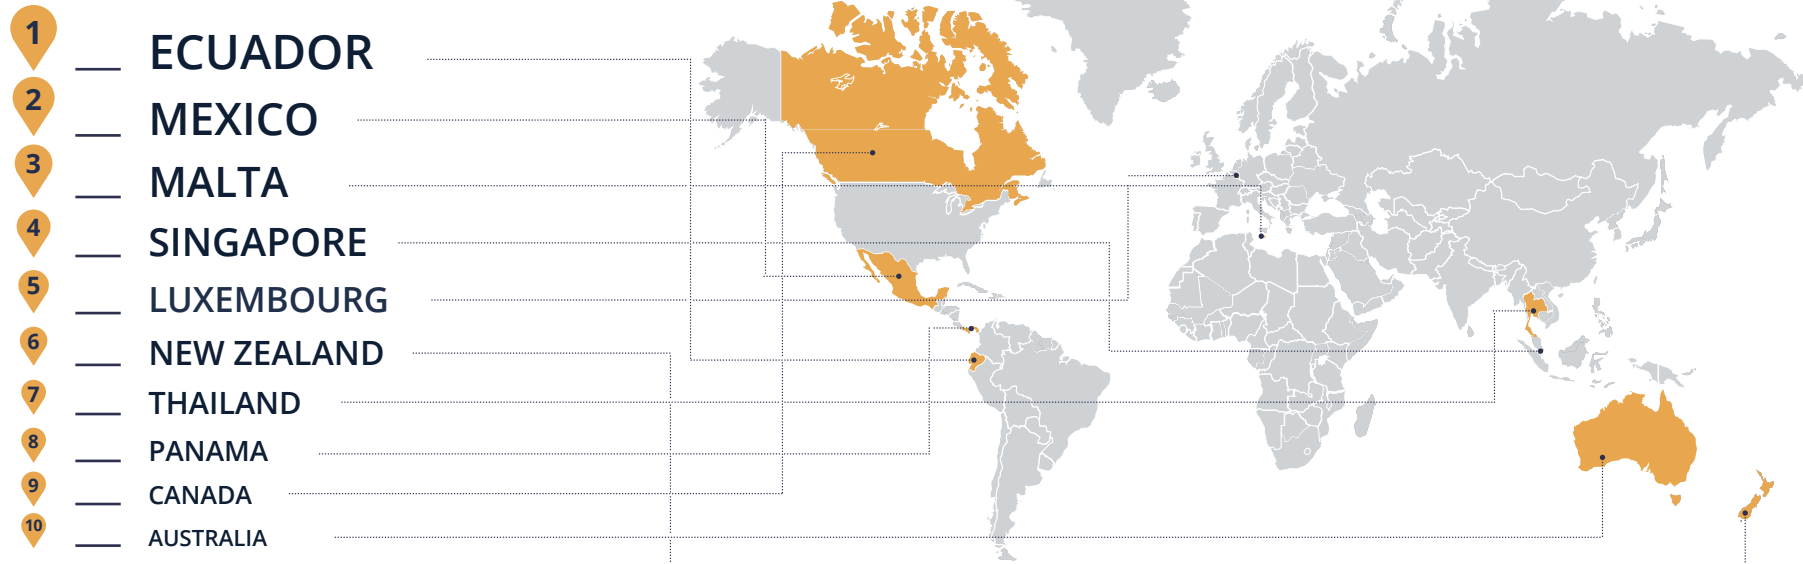 1 ECUADOR
2 MEXICO
3 MALTA
4 SINGAPORE
5 LUXEMBOURG
6 NEW ZEALAND
7 THAILAND
8 PANAMA
9 CANADA
10 AUSTRALIA